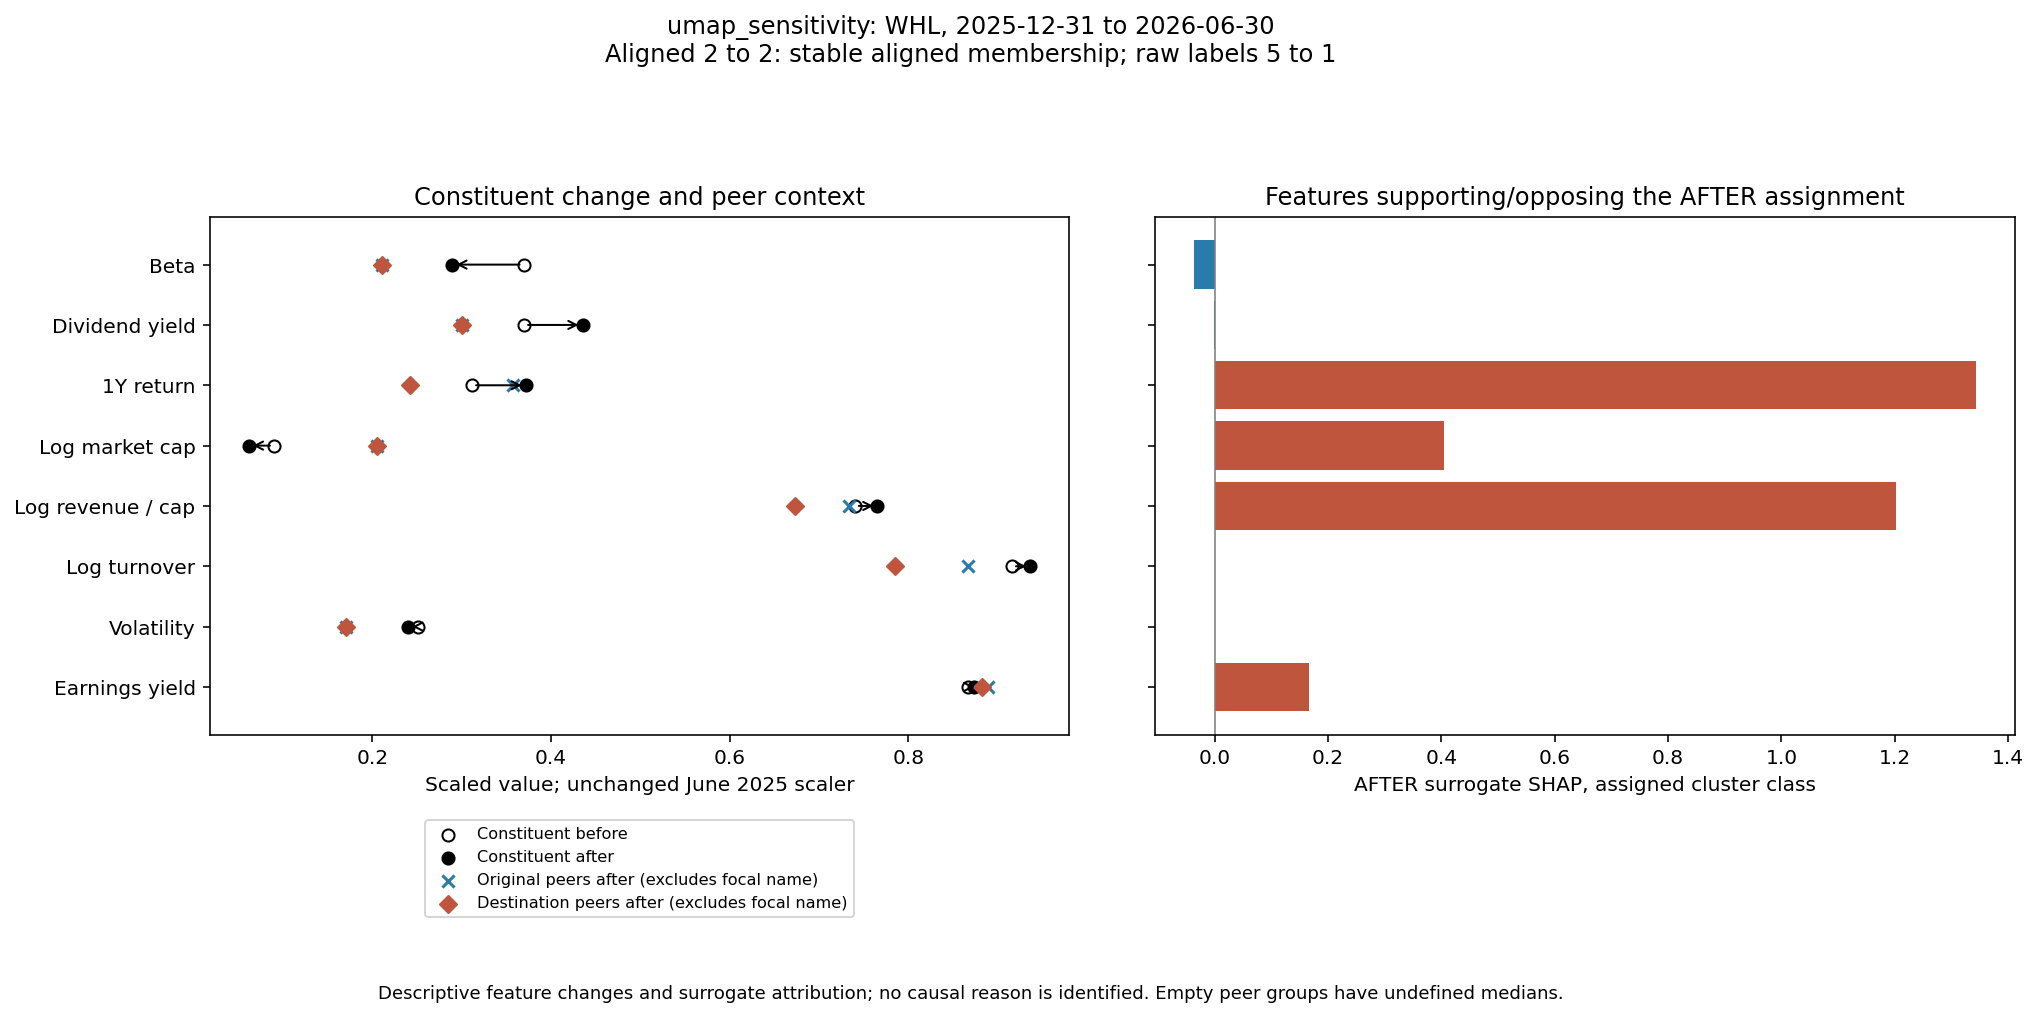 umap_sensitivity: WHL, 2025-12-31 to 2026-06-30
Aligned 2 to 2: stable aligned membership; raw labels 5 to 1
Constituent change and peer context
Beta
Dividend yield
1Y return
Log market cap
Log revenue / cap
Log turnover
Volatility
Earnings yield
0.2 0.4 0.6 0.8
Scaled value; unchanged June 2025 scaler
Constituent before
Constituent after
Original peers after (excludes focal name)
Destination peers after (excludes focal name)
Features supporting/opposing the AFTER assignment
0.0 0.2 0.4 0.6 0.8 1.0 1.2 1.4
AFTER surrogate SHAP, assigned cluster class
Descriptive feature changes and surrogate attribution; no causal reason is identified. Empty peer groups have undefined medians.